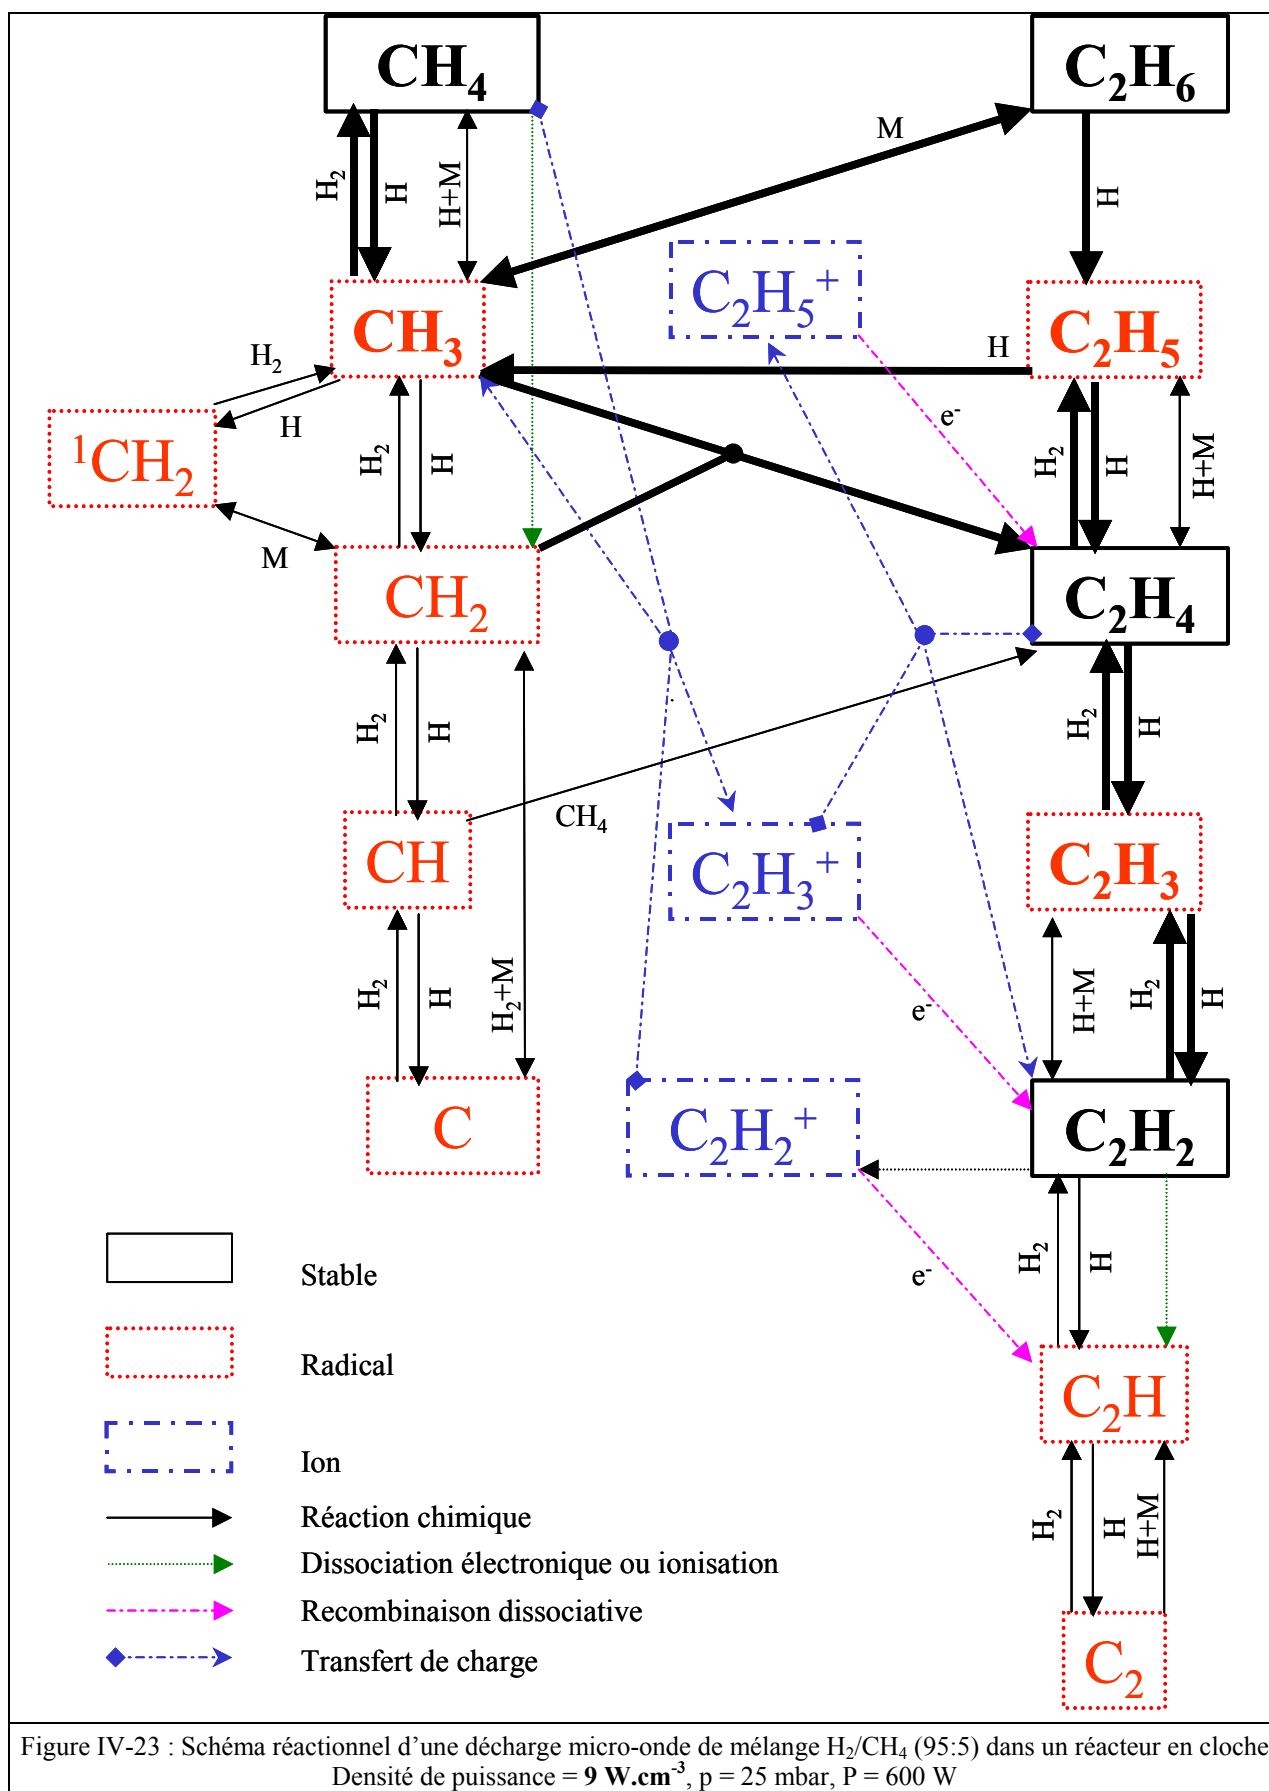 CH₄
C₂H₆
M
H₂
H
H+M
H
C₂H₅⁺
CH₃
H
C₂H₅
H₂
H
e⁻
¹CH₂
H₂
H
H₂
H
H+M
M
CH₂
C₂H₄
H₂
H
H₂
H
CH₄
CH
C₂H₃⁺
C₂H₃
H₂
H
H₂+M
e⁻
H+M
H₂
H
C
C₂H₂⁺
C₂H₂
H₂
H
e⁻
Stable
Radical
C₂H
Ion
Réaction chimique
H₂
H
H+M
Dissociation électronique ou ionisation
Recombinaison dissociative
Transfert de charge
C₂
Figure IV-23 : Schéma réactionnel d’une décharge micro-onde de mélange H₂/CH₄ (95:5) dans un réacteur en cloche
Densité de puissance = 9 W.cm⁻³, p = 25 mbar, P = 600 W